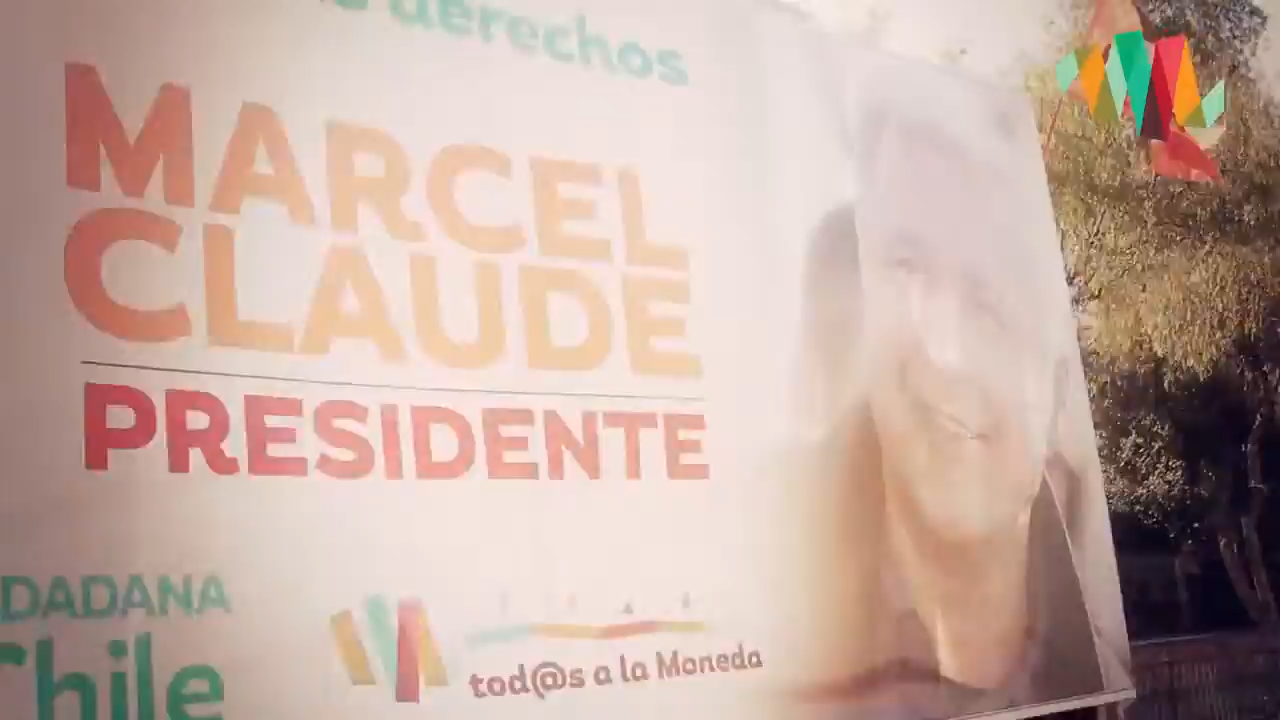 derechos
MARCEL
CLAUDE
PRESIDENTE
DADANA
Chile
tod@s a la Moneda